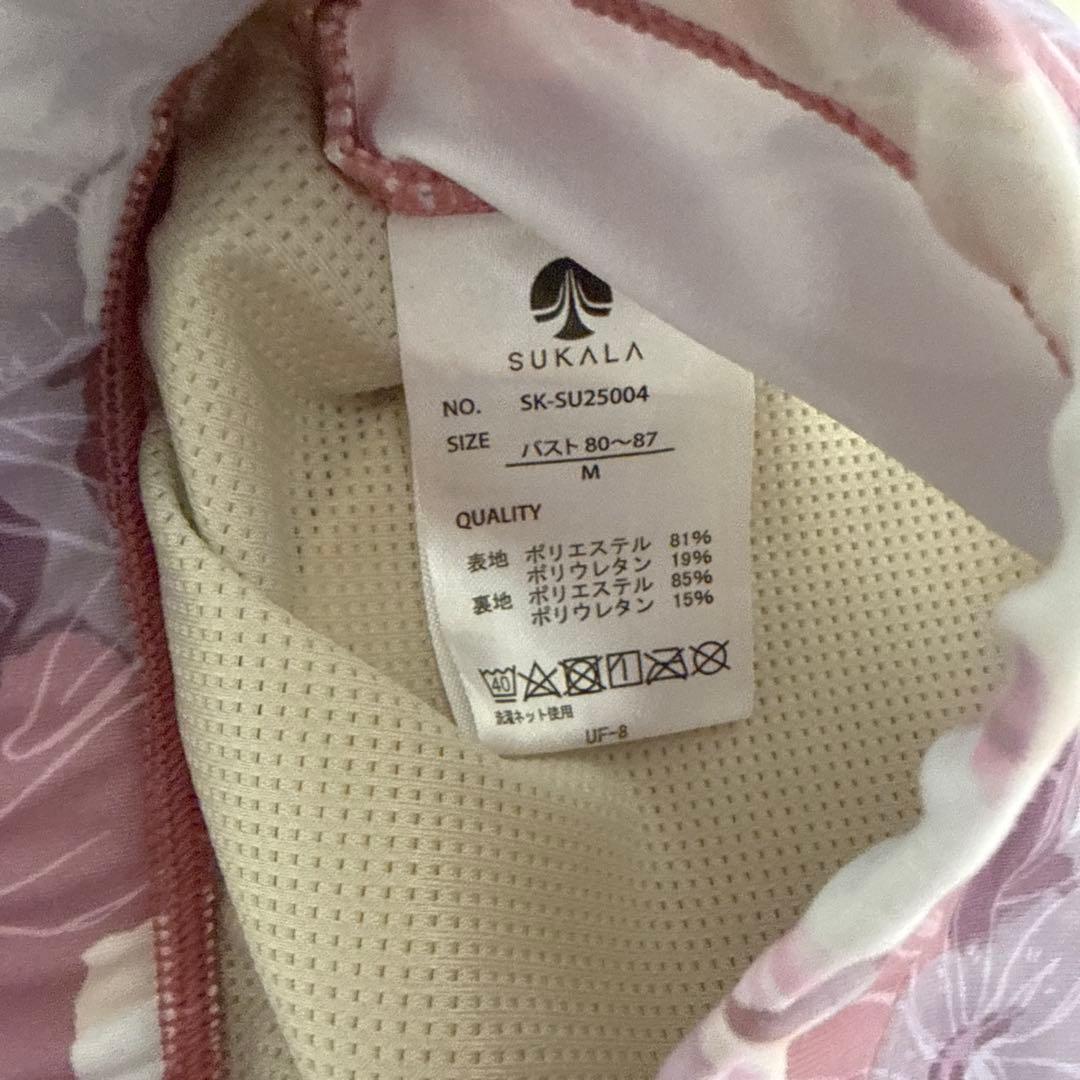 SUKALA
NO. SK-SU25004
SIZE バスト 80〜87
M
QUALITY
表地 ポリエステル 81%
ポリウレタン 19%
裏地 ポリエステル 85%
ポリウレタン 15%
40
洗濯ネット使用
UF-8